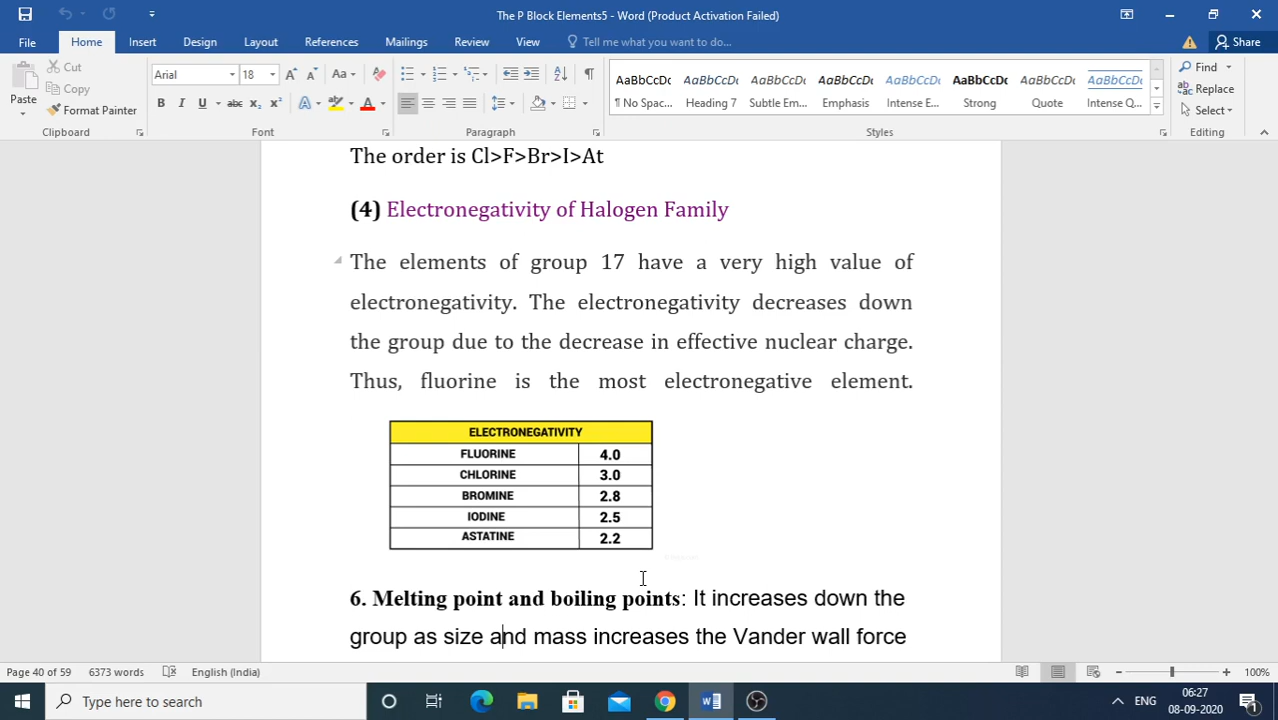 The P Block Elements5 - Word (Product Activation Failed)
File Home Insert Design Layout References Mailings Review View Tell me what you want to do... Share
Paste
Cut
Copy
Format Painter
Clipboard
Arial 18
Font
Paragraph
AaBbCcDc AaBbCcDc AaBbCcDc AaBbCcDc AaBbCcDc AaBbCcDc AaBbCcDc AaBbCcDc
¶ No Spac... Heading 7 Subtle Em... Emphasis Intense E... Strong Quote Intense Q...
Styles
Find
Replace
Select
Editing
The order is Cl>F>Br>I>At
(4) Electronegativity of Halogen Family
The elements of group 17 have a very high value of
electronegativity. The electronegativity decreases down
the group due to the decrease in effective nuclear charge.
Thus, fluorine is the most electronegative element.
ELECTRONEGATIVITY
FLUORINE 4.0
CHLORINE 3.0
BROMINE 2.8
IODINE 2.5
ASTATINE 2.2
6. Melting point and boiling points: It increases down the
group as size and mass increases the Vander wall force
Page 40 of 59 6373 words English (India) 100%
Type here to search
ENG
06:27
08-09-2020